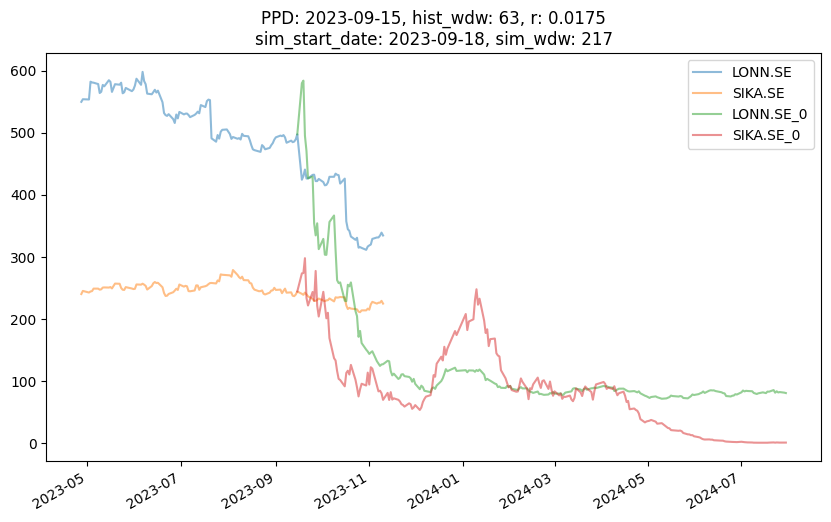 PPD: 2023-09-15, hist_wdw: 63, r: 0.0175
sim_start_date: 2023-09-18, sim_wdw: 217
LONN.SE
SIKA.SE
LONN.SE_0
SIKA.SE_0
600
500
400
300
200
100
0
2023-05
2023-07
2023-09
2023-11
2024-01
2024-03
2024-05
2024-07